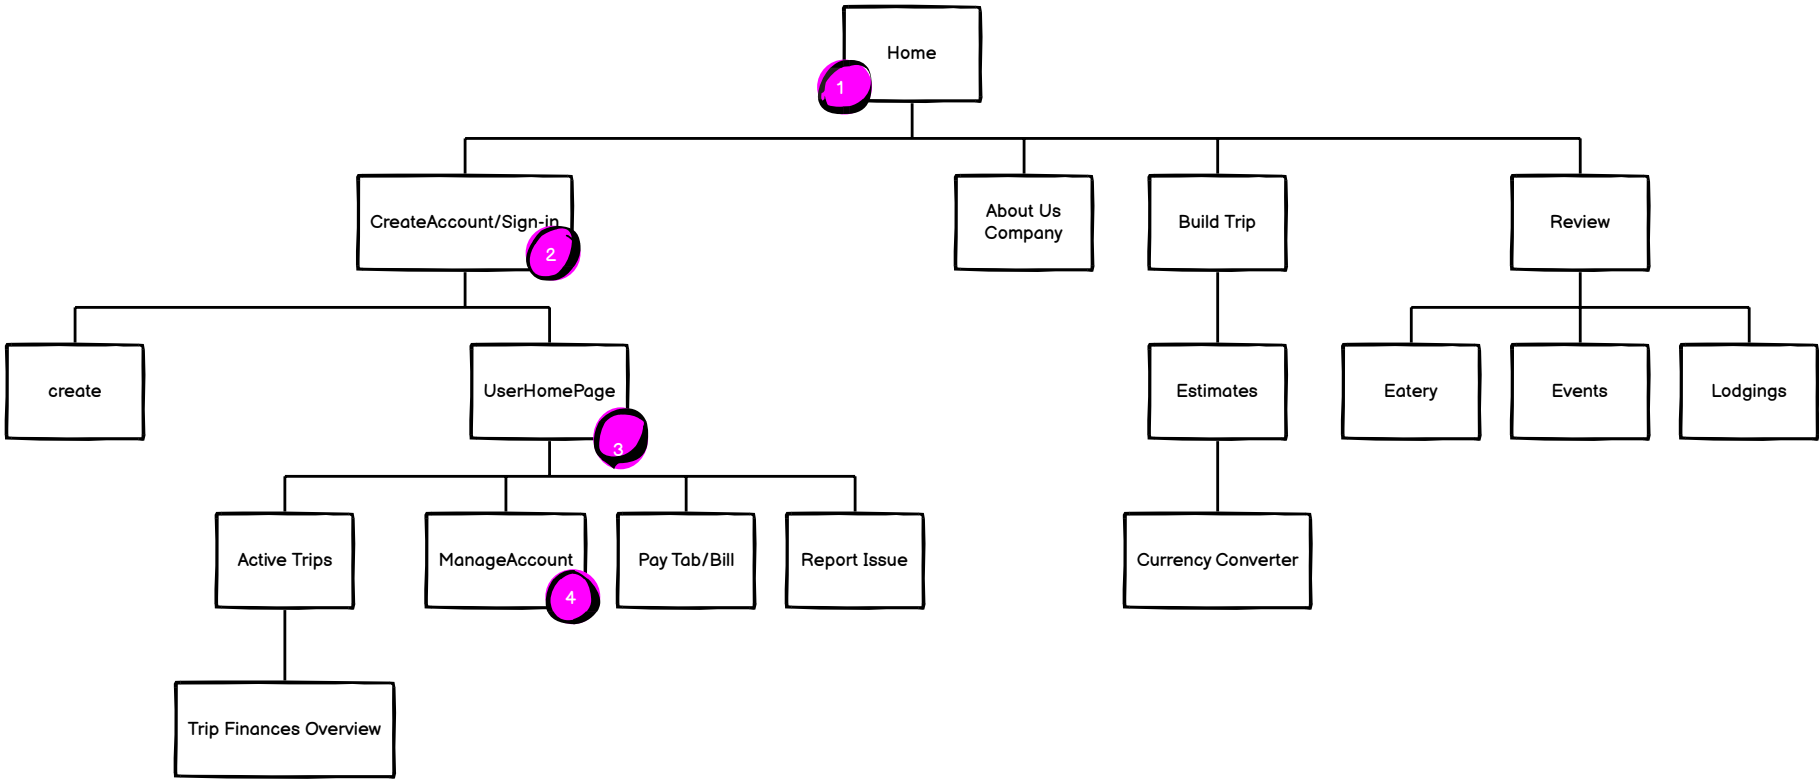 Home
1
CreateAccount/Sign-in
2
About Us
Company
Build Trip
Review
create
UserHomePage
3
Estimates
Eatery
Events
Lodgings
Active Trips
ManageAccount
4
Pay Tab/Bill
Report Issue
Currency Converter
Trip Finances Overview